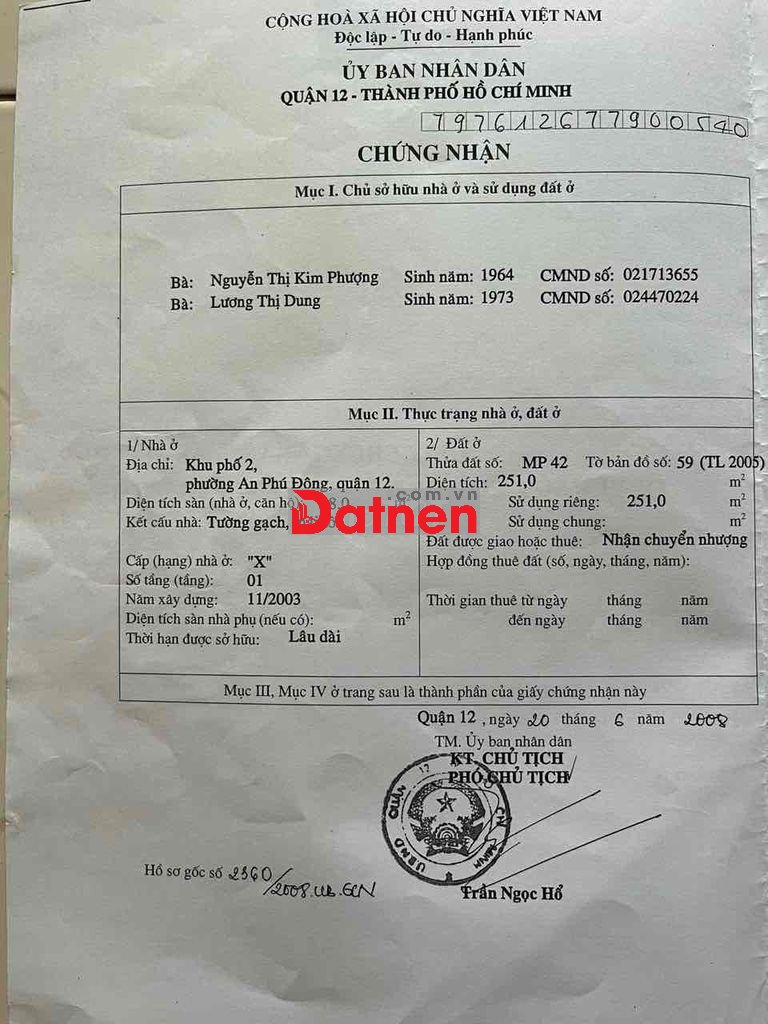 CỘNG HOÀ XÃ HỘI CHỦ NGHĨA VIỆT NAM
Độc lập - Tự do - Hạnh phúc
ỦY BAN NHÂN DÂN
QUẬN 12 - THÀNH PHỐ HỒ CHÍ MINH
797612677900540
CHỨNG NHẬN
Mục I. Chủ sở hữu nhà ở và sử dụng đất ở
Bà: Nguyễn Thị Kim Phượng Sinh năm: 1964 CMND số: 021713655
Bà: Lương Thị Dung Sinh năm: 1973 CMND số: 024470224
Mục II. Thực trạng nhà ở, đất ở
1/ Nhà ở
Địa chỉ: Khu phố 2,
phường An Phú Đông, quận 12.
Diện tích sàn (nhà ở, căn hộ m²
Kết cấu nhà: Tường gạch,
Cấp (hạng) nhà ở: "X"
Số tầng (tầng): 01
Năm xây dựng: 11/2003
Diện tích sàn nhà phụ (nếu có): m²
Thời hạn được sở hữu: Lâu dài
2/ Đất ở
Thửa đất số: MP 42 Tờ bản đồ số: 59 (TL 2005)
Diện tích: 251,0 m²
Sử dụng riêng: 251,0 m²
Sử dụng chung: m²
Đất được giao hoặc thuê: Nhận chuyển nhượng
Hợp đồng thuê đất (số, ngày, tháng, năm):
Thời gian thuê từ ngày tháng năm
đến ngày tháng năm
Datnen
.com.vn
Mục III, Mục IV ở trang sau là thành phần của giấy chứng nhận này
Quận 12 , ngày 20 tháng 6 năm 2008
TM. Ủy ban nhân dân
KT. CHỦ TỊCH
PHÓ CHỦ TỊCH
Hồ sơ gốc số 2360/2008.UB.GCN
Trần Ngọc Hổ